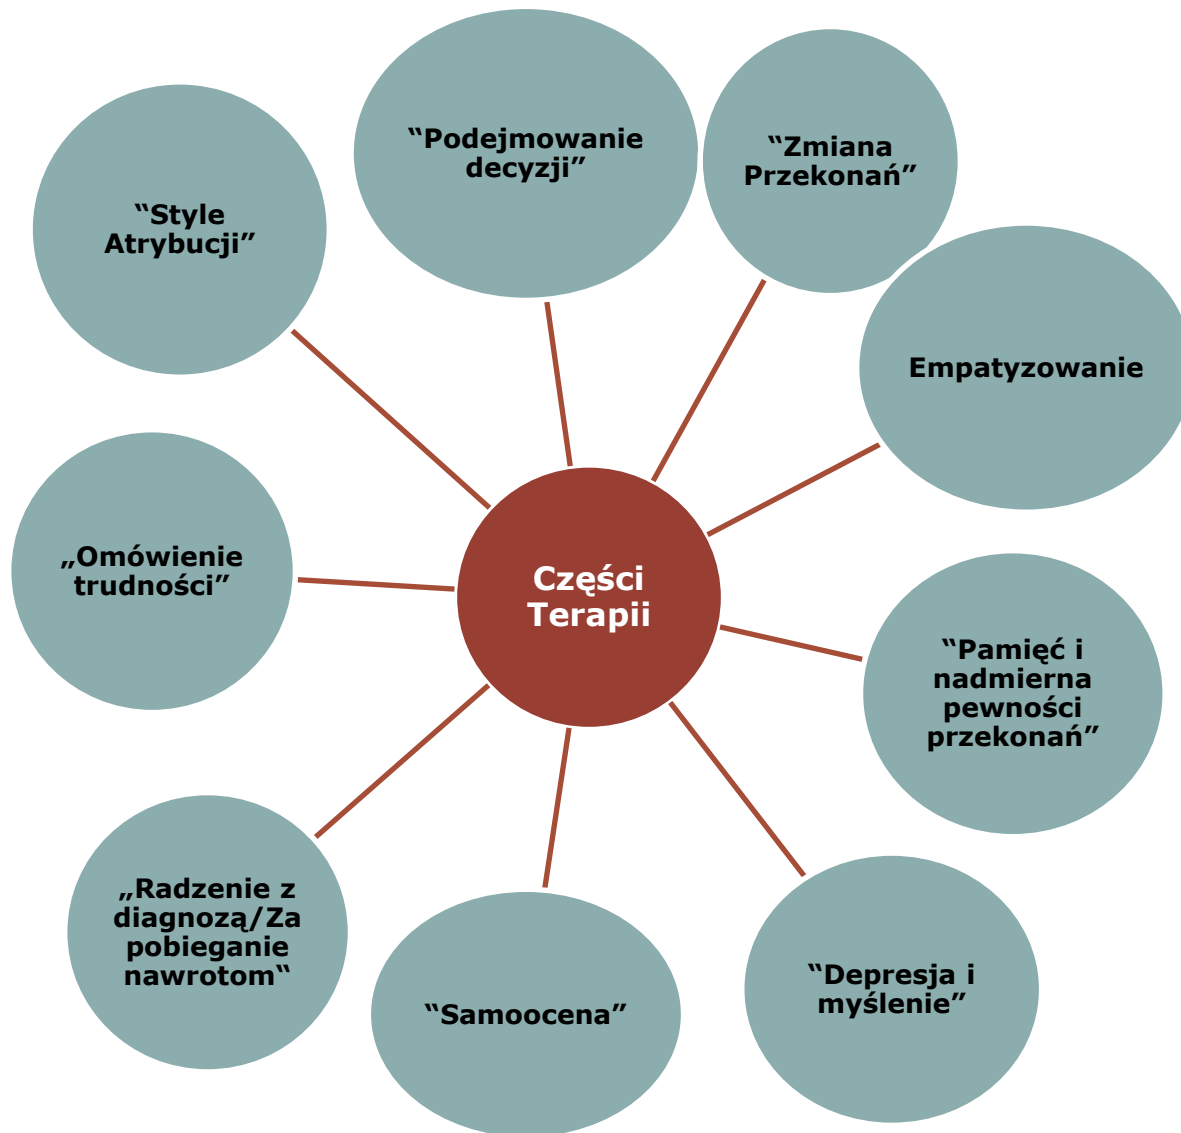 “Podejmowanie
decyzji”
“Zmiana
Przekonań”
“Style
Atrybucji”
Empatyzowanie
„Omówienie
trudności”
Części
Terapii
“Pamięć i
nadmierna
pewności
przekonań”
„Radzenie z
diagnozą/Za
pobieganie
nawrotom“
“Samoocena”
“Depresja i
myślenie”